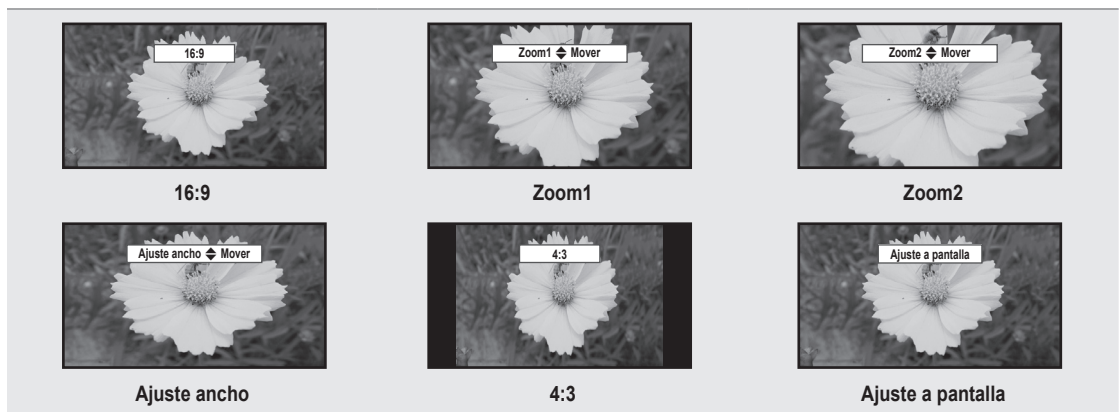 16:9
Zoom1 Mover
Zoom2 Mover
16:9
Zoom1
Zoom2
Ajuste ancho Mover
4:3
Ajuste a pantalla
Ajuste ancho
4:3
Ajuste a pantalla